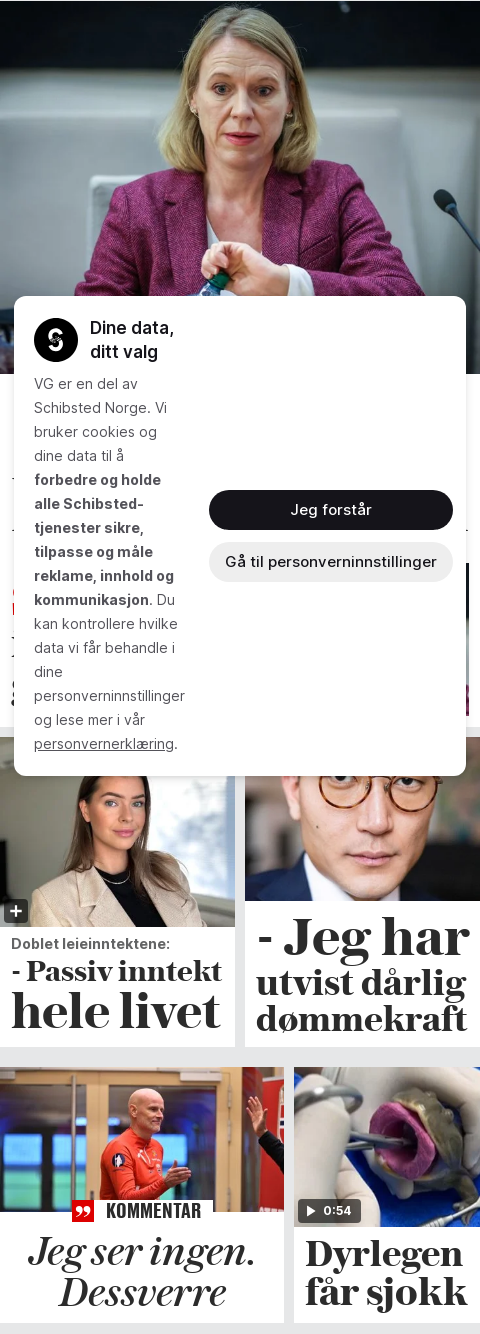 Dine data,
ditt valg
VG er en del av
Schibsted Norge. Vi
bruker cookies og
dine data til å
forbedre og holde
alle Schibsted-
tjenester sikre,
tilpasse og måle
reklame, innhold og
kommunikasjon. Du
kan kontrollere hvilke
data vi får behandle i
dine
personverninnstillinger
og lese mer i vår
personvernerklæring.
Jeg forstår
Gå til personverninnstillinger
Doblet leieinntektene:
- Passiv inntekt
hele livet
- Jeg har
utvist dårlig
dømmekraft
KOMMENTAR
Jeg ser ingen.
Dessverre
0:54
Dyrlegen
får sjokk